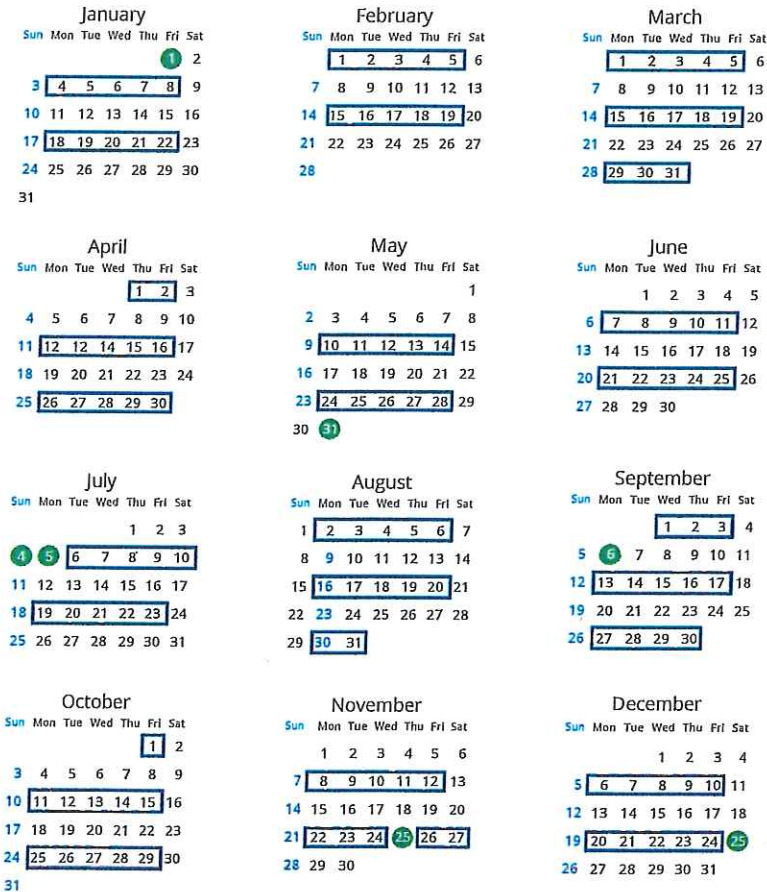 January
Sun Mon Tue Wed Thu Fri Sat
1 2
3 4 5 6 7 8 9
10 11 12 13 14 15 16
17 18 19 20 21 22 23
24 25 26 27 28 29 30
31
February
Sun Mon Tue Wed Thu Fri Sat
1 2 3 4 5 6
7 8 9 10 11 12 13
14 15 16 17 18 19 20
21 22 23 24 25 26 27
28
March
Sun Mon Tue Wed Thu Fri Sat
1 2 3 4 5 6
7 8 9 10 11 12 13
14 15 16 17 18 19 20
21 22 23 24 25 26 27
28 29 30 31
April
Sun Mon Tue Wed Thu Fri Sat
1 2 3
4 5 6 7 8 9 10
11 12 12 14 15 16 17
18 19 20 21 22 23 24
25 26 27 28 29 30
May
Sun Mon Tue Wed Thu Fri Sat
1
2 3 4 5 6 7 8
9 10 11 12 13 14 15
16 17 18 19 20 21 22
23 24 25 26 27 28 29
30 31
June
Sun Mon Tue Wed Thu Fri Sat
1 2 3 4 5
6 7 8 9 10 11 12
13 14 15 16 17 18 19
20 21 22 23 24 25 26
27 28 29 30
July
Sun Mon Tue Wed Thu Fri Sat
1 2 3
4 5 6 7 8 9 10
11 12 13 14 15 16 17
18 19 20 21 22 23 24
25 26 27 28 29 30 31
August
Sun Mon Tue Wed Thu Fri Sat
1 2 3 4 5 6 7
8 9 10 11 12 13 14
15 16 17 18 19 20 21
22 23 24 25 26 27 28
29 30 31
September
Sun Mon Tue Wed Thu Fri Sat
1 2 3 4
5 6 7 8 9 10 11
12 13 14 15 16 17 18
19 20 21 22 23 24 25
26 27 28 29 30
October
Sun Mon Tue Wed Thu Fri Sat
1 2
3 4 5 6 7 8 9
10 11 12 13 14 15 16
17 18 19 20 21 22 23
24 25 26 27 28 29 30
31
November
Sun Mon Tue Wed Thu Fri Sat
1 2 3 4 5 6
7 8 9 10 11 12 13
14 15 16 17 18 19 20
21 22 23 24 25 26 27
28 29 30
December
Sun Mon Tue Wed Thu Fri Sat
1 2 3 4
5 6 7 8 9 10 11
12 13 14 15 16 17 18
19 20 21 22 23 24 25
26 27 28 29 30 31